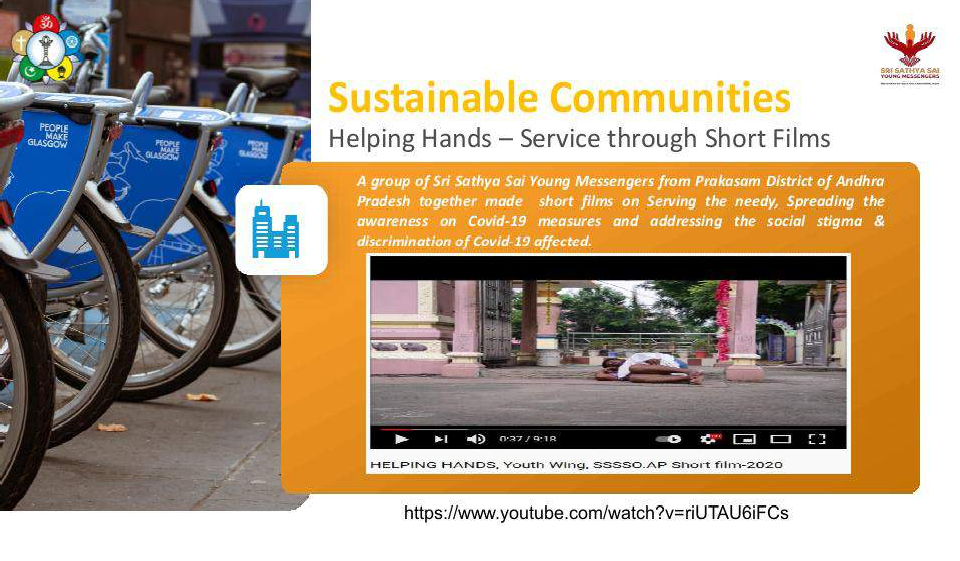 SRI SATHYA SAI
YOUNG MESSENGERS
Sustainable Communities
Helping Hands – Service through Short Films
PEOPLE
MAKE
GLASGOW
PEOPLE
MAKE
GLASGOW
PEOPLE
MAKE
GLASGOW
A group of Sri Sathya Sai Young Messengers from Prakasam District of Andhra
Pradesh together made short films on Serving the needy, Spreading the
awareness on Covid-19 measures and addressing the social stigma &
discrimination of Covid-19 affected.
0:37 / 9:18
HELPING HANDS, Youth Wing, SSSSO.AP Short film-2020
https://www.youtube.com/watch?v=riUTAU6iFCs